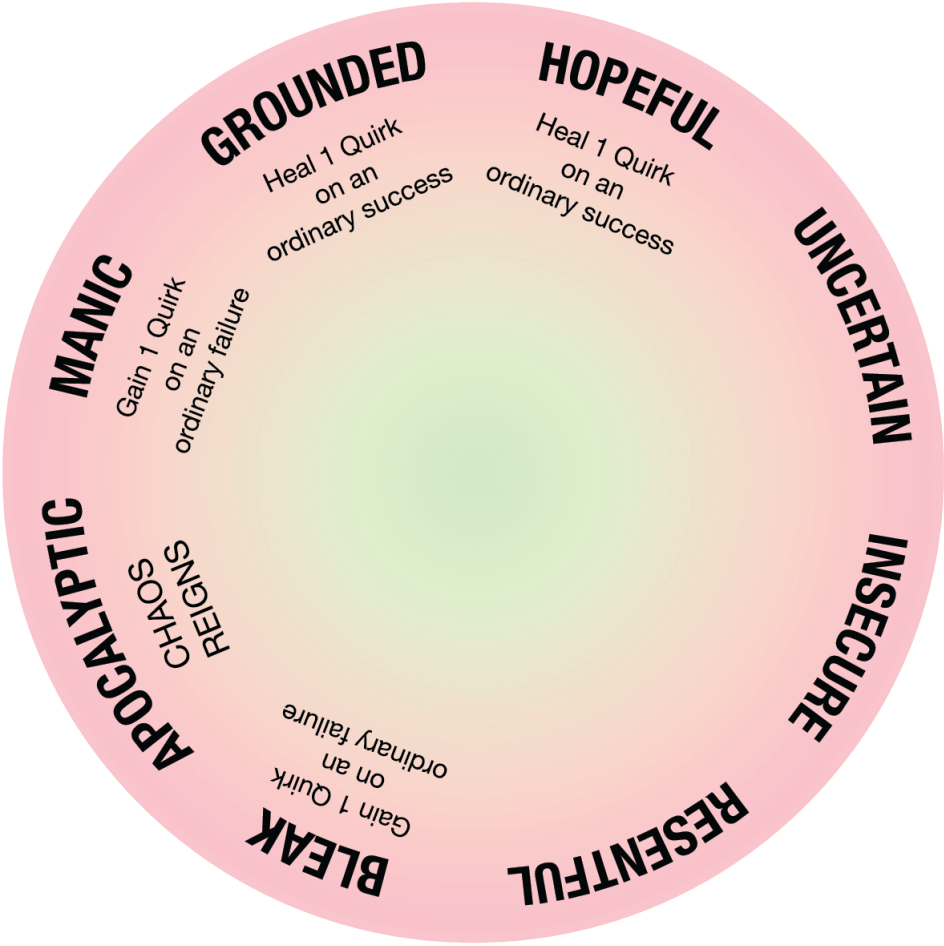 GROUNDED
Heal 1 Quirk
on an
ordinary success
HOPEFUL
Heal 1 Quirk
on an
ordinary success
UNCERTAIN
INSECURE
RESENTFUL
BLEAK
Gain 1 Quirk
on an
ordinary failure
APOCALYPTIC
CHAOS
REIGNS
MANIC
Gain 1 Quirk
on an
ordinary failure